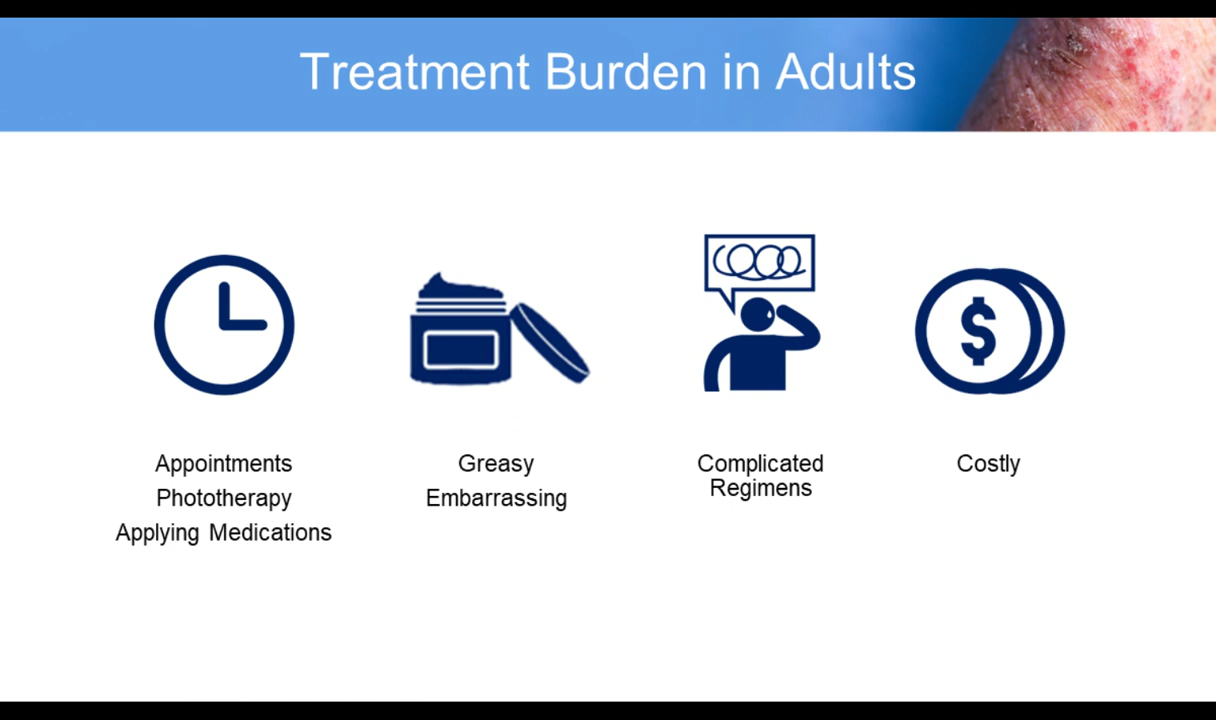 Treatment Burden in Adults
Appointments
Phototherapy
Applying Medications
Greasy
Embarrassing
Complicated
Regimens
$
Costly